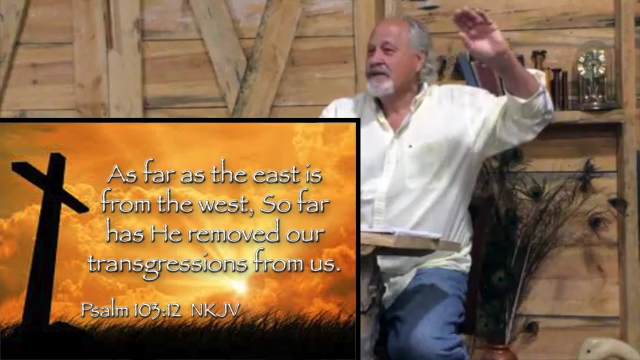 As far as the east is
from the west, So far
has He removed our
transgressions from us.
Psalm 103:12 NKJV